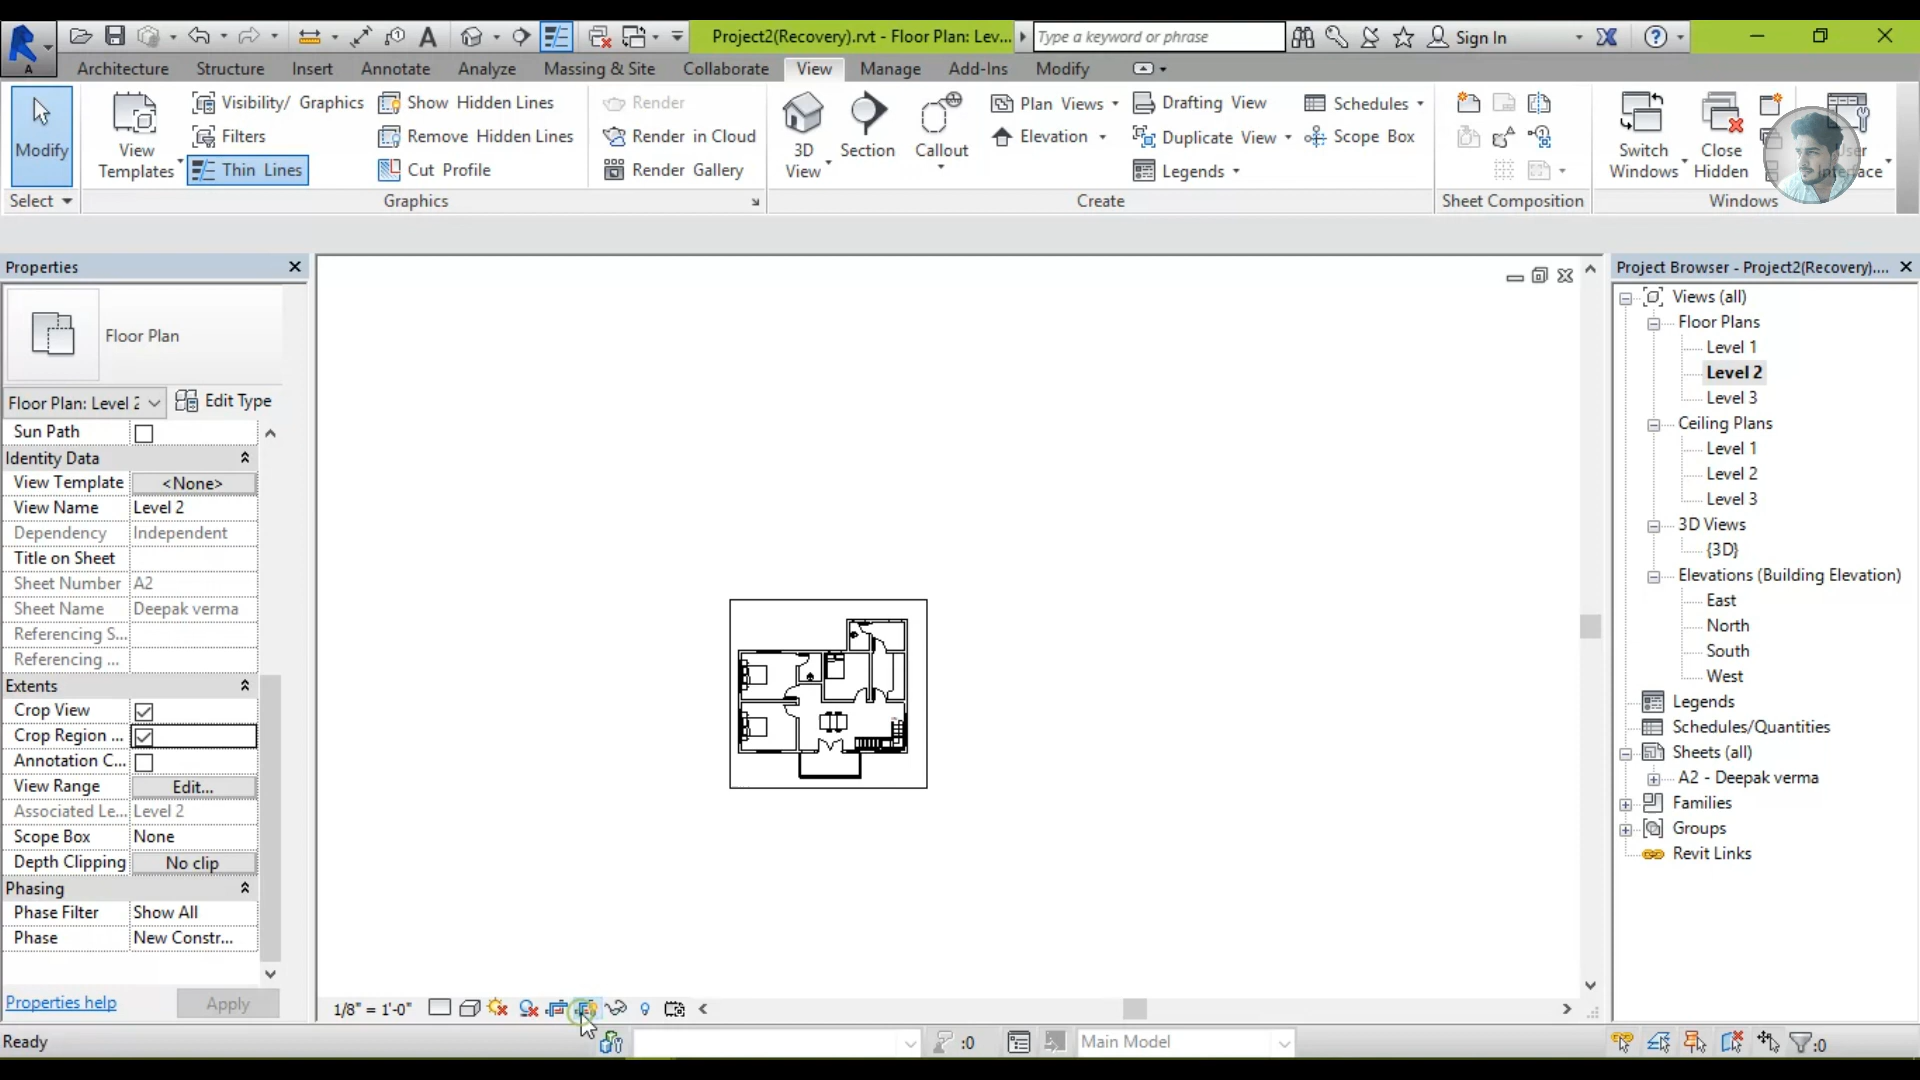 Project2(Recovery).rvt - Floor Plan: Lev...
Type a keyword or phrase
Sign In
A
Architecture Structure Insert Annotate Analyze Massing & Site Collaborate View Manage Add-Ins Modify
Modify
View Templates
Visibility/ Graphics
Filters
Thin Lines
Show Hidden Lines
Remove Hidden Lines
Cut Profile
Render
Render in Cloud
Render Gallery
3D View
Section
Callout
Plan Views
Elevation
Drafting View
Duplicate View
Legends
Schedules
Scope Box
Switch Windows
Close Hidden
User Interface
Select
Graphics
Create
Sheet Composition
Windows
Properties
Floor Plan
Floor Plan: Level 2
Edit Type
Sun Path
Identity Data
View Template <None>
View Name Level 2
Dependency Independent
Title on Sheet
Sheet Number A2
Sheet Name Deepak verma
Referencing S...
Referencing ...
Extents
Crop View
Crop Region ...
Annotation C...
View Range Edit...
Associated Le... Level 2
Scope Box None
Depth Clipping No clip
Phasing
Phase Filter Show All
Phase New Constr...
Properties help
Apply
1/8" = 1'-0"
Ready
:0
Main Model
:0
Project Browser - Project2(Recovery)....
Views (all)
Floor Plans
Level 1
Level 2
Level 3
Ceiling Plans
Level 1
Level 2
Level 3
3D Views
{3D}
Elevations (Building Elevation)
East
North
South
West
Legends
Schedules/Quantities
Sheets (all)
A2 - Deepak verma
Families
Groups
Revit Links